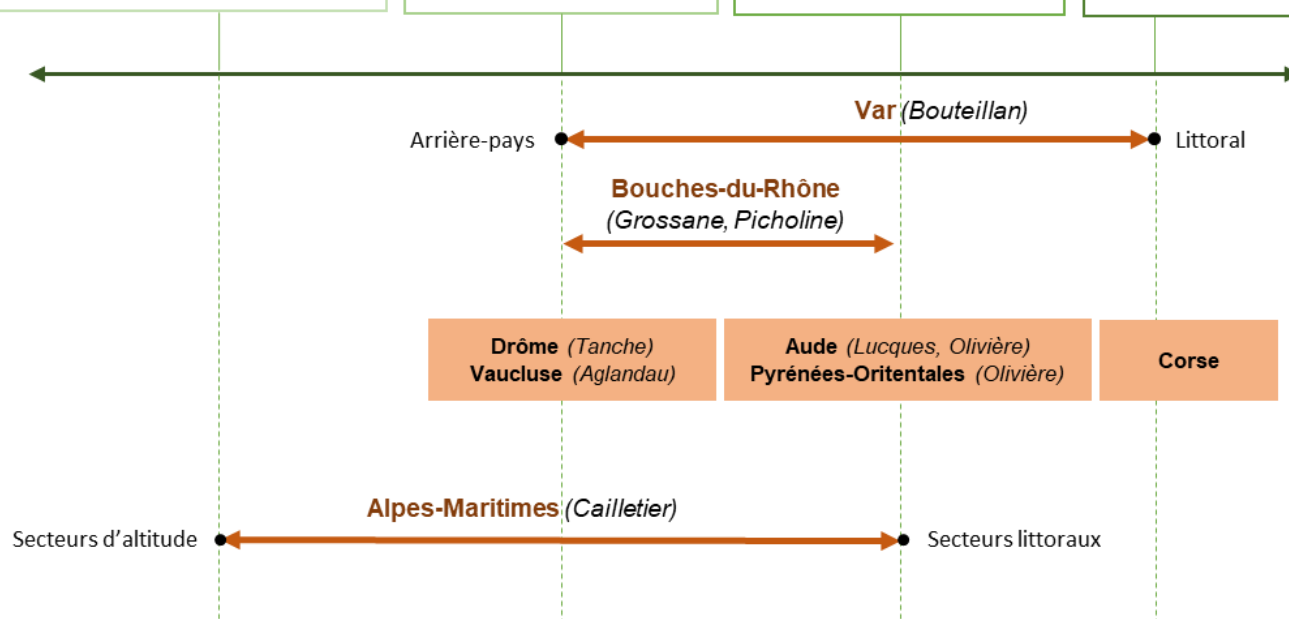 Var (Bouteillan)
Arrière-pays
Littoral
Bouches-du-Rhône
(Grossane, Picholine)
Drôme (Tanche)
Vaucluse (Aglandau)
Aude (Lucques, Olivière)
Pyrénées-Oritentales (Olivière)
Corse
Alpes-Maritimes (Cailletier)
Secteurs d’altitude
Secteurs littoraux